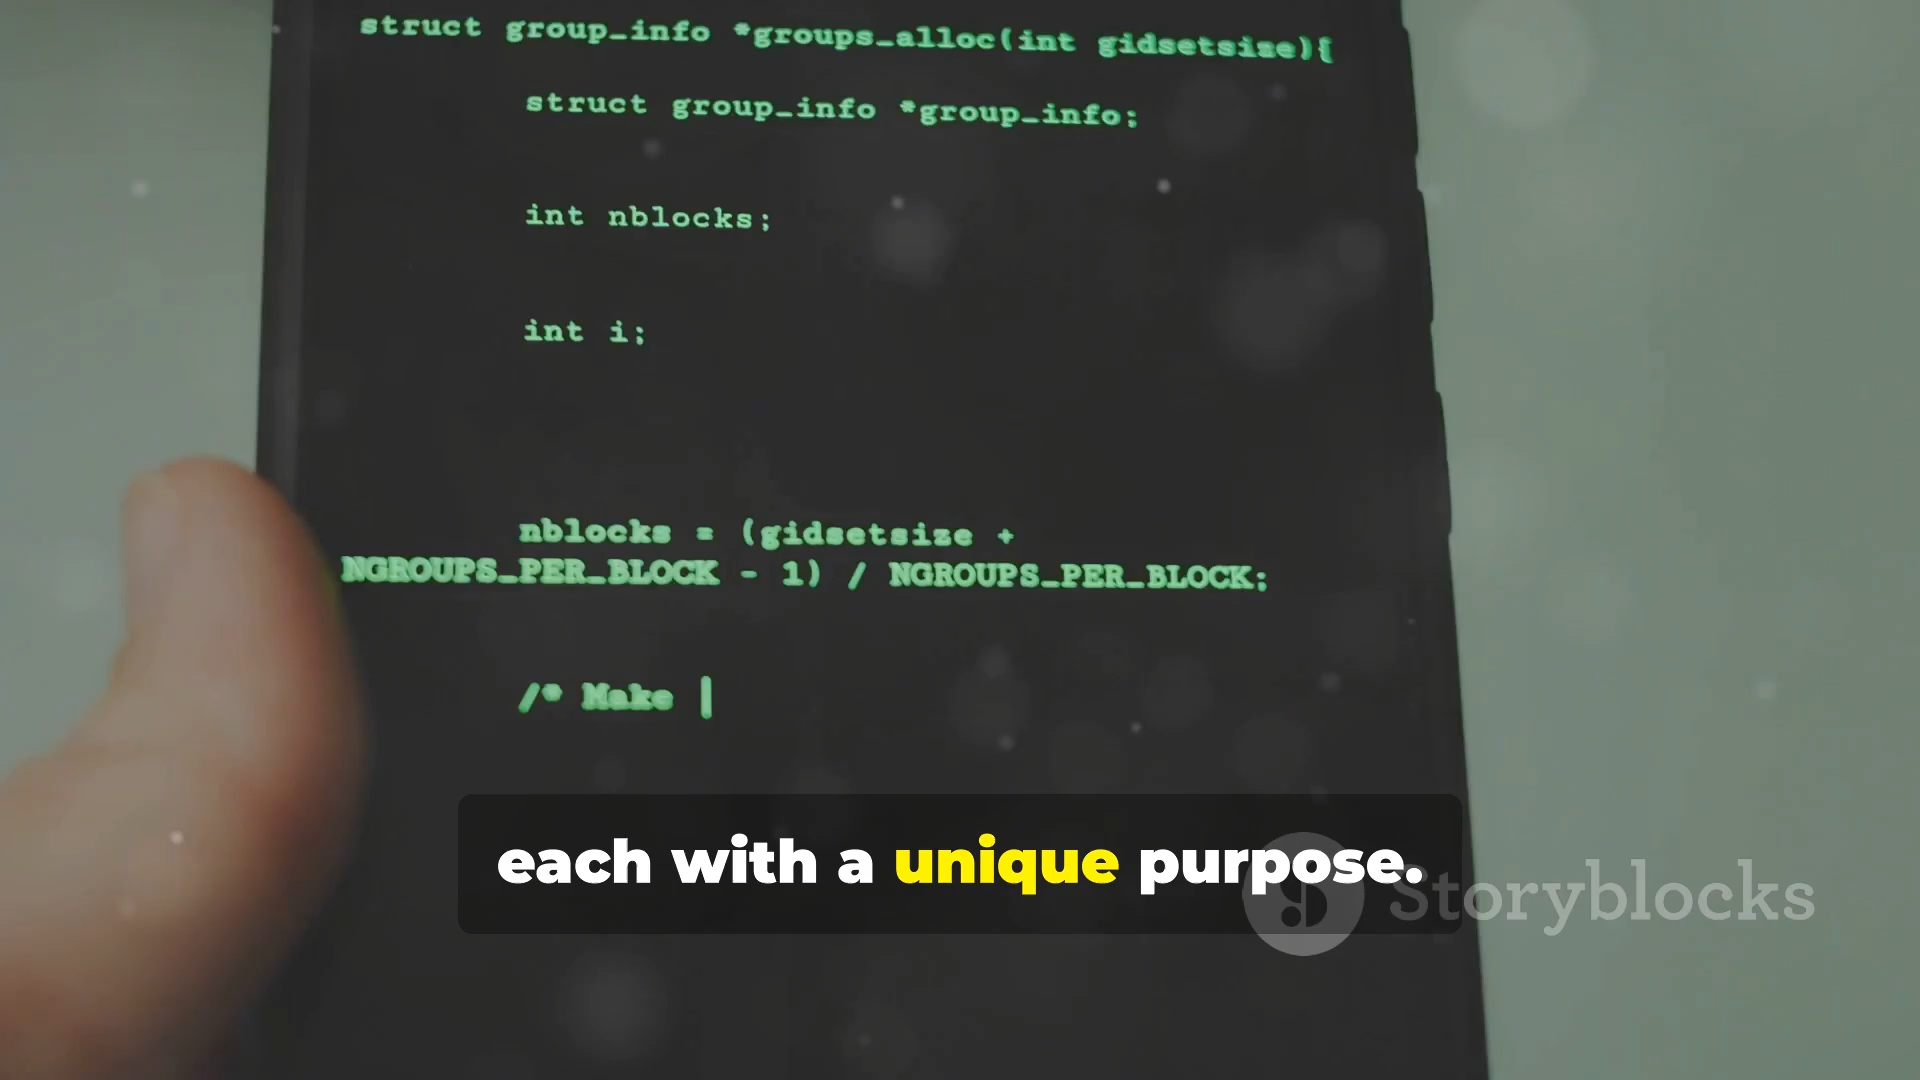 struct group_info *groups_alloc(int gidsetsize){
struct group_info *group_info;
int nblocks;
int i;
nblocks = (gidsetsize +
NGROUPS_PER_BLOCK - 1) / NGROUPS_PER_BLOCK;
/* Make |
each with a unique purpose.
Storyblocks